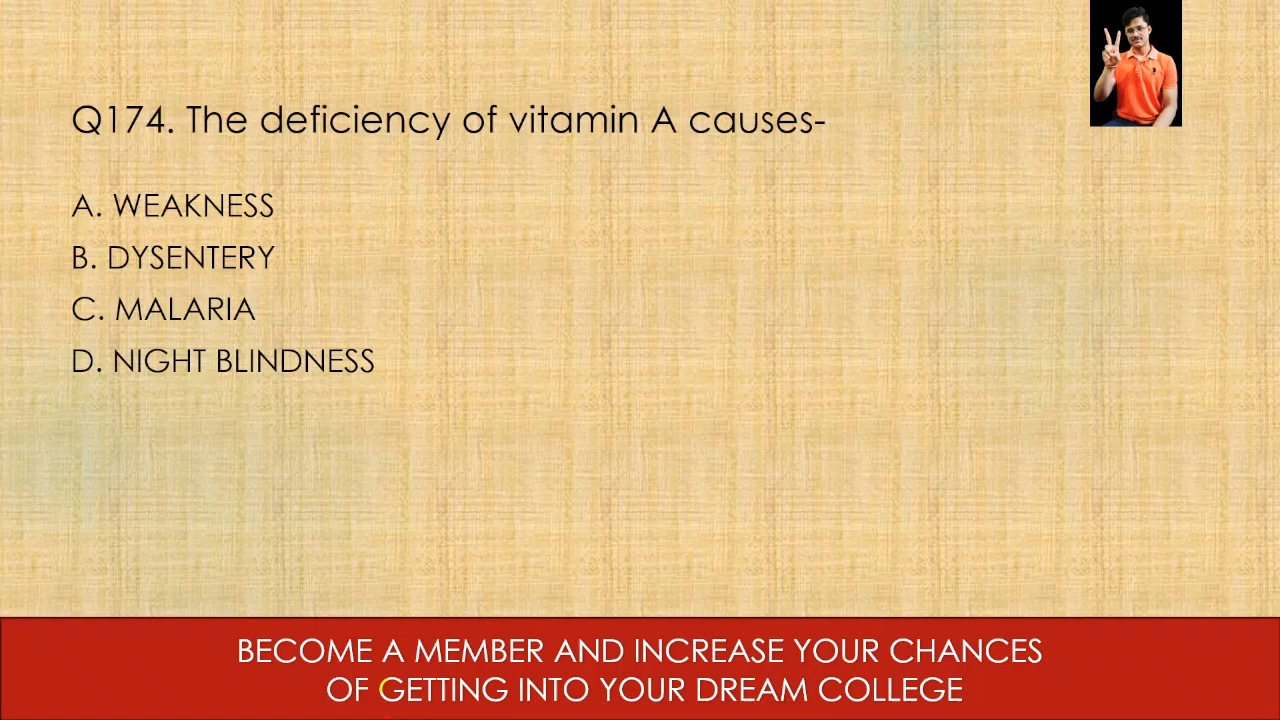 Q174. The deficiency of vitamin A causes-
A. WEAKNESS
B. DYSENTERY
C. MALARIA
D. NIGHT BLINDNESS
BECOME A MEMBER AND INCREASE YOUR CHANCES
OF GETTING INTO YOUR DREAM COLLEGE